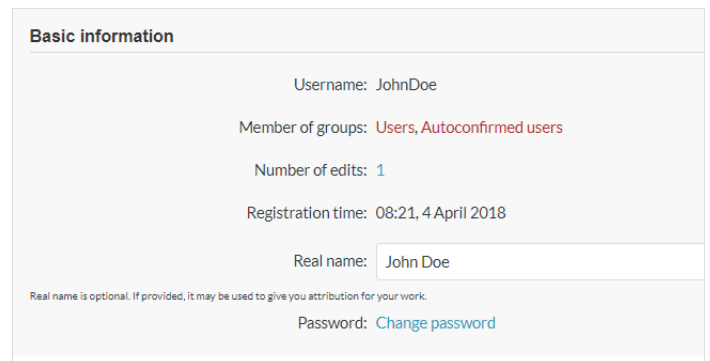 Basic information
Username: JohnDoe
Member of groups: Users, Autoconfirmed users
Number of edits: 1
Registration time: 08:21, 4 April 2018
Real name: John Doe
Real name is optional. If provided, it may be used to give you attribution for your work.
Password: Change password